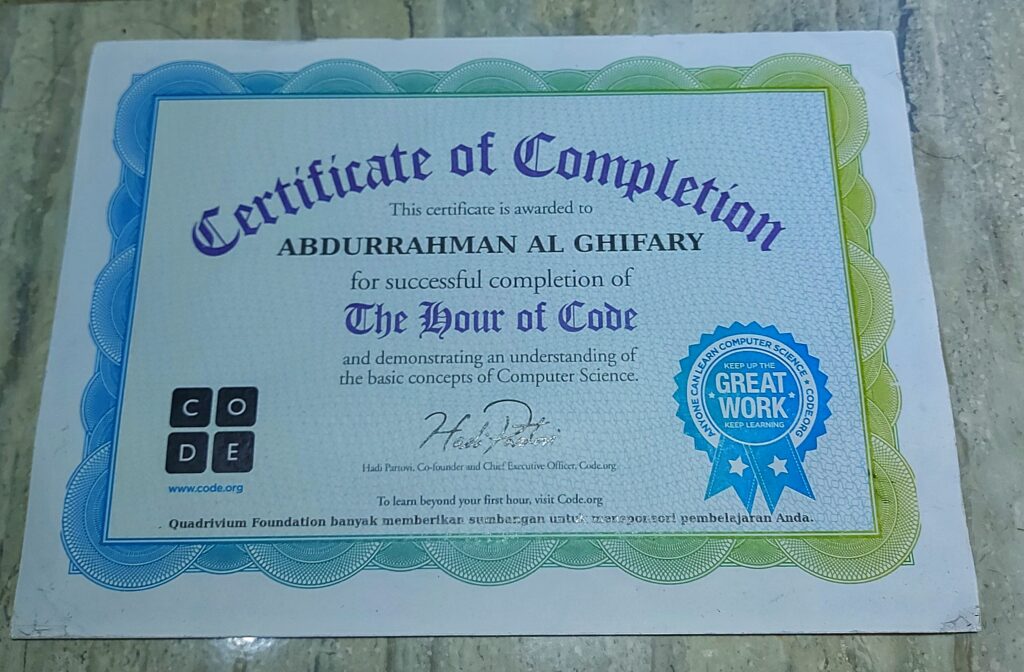 Certificate of Completion
This certificate is awarded to
ABDURRAHMAN AL GHIFARY
for successful completion of
The Hour of Code
and demonstrating an understanding of
the basic concepts of Computer Science.
CODE
www.code.org
Hadi Partovi
Hadi Partovi, Co-founder and Chief Executive Officer, Code.org
ANYONE CAN LEARN COMPUTER SCIENCE ★ CODE.ORG
KEEP UP THE
GREAT
WORK
KEEP LEARNING
To learn beyond your first hour, visit Code.org
Quadrivium Foundation banyak memberikan sumbangan untuk mensponsori pembelajaran Anda.